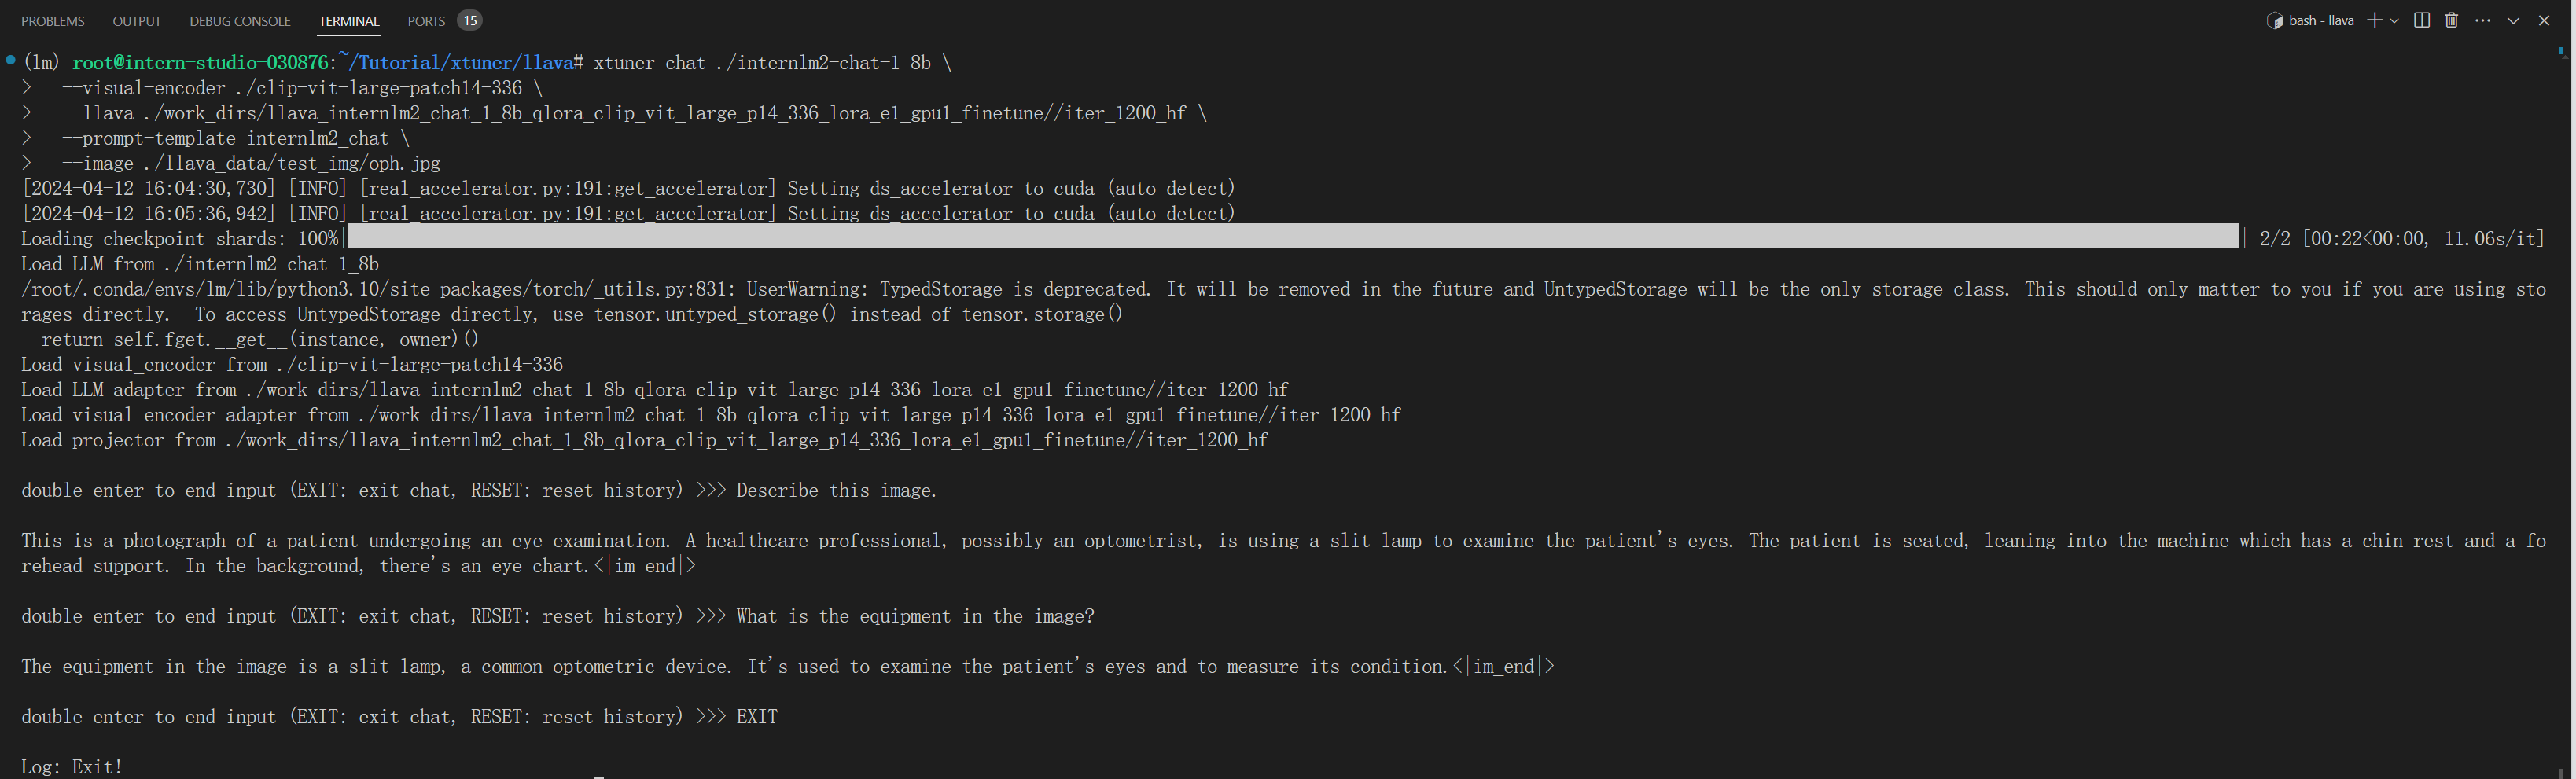 PROBLEMS OUTPUT DEBUG CONSOLE TERMINAL PORTS 15 bash - llava
(lm) root@intern-studio-030876:~/Tutorial/xtuner/llava# xtuner chat ./internlm2-chat-1_8b \
>   --visual-encoder ./clip-vit-large-patch14-336 \
>   --llava ./work_dirs/llava_internlm2_chat_1_8b_qlora_clip_vit_large_p14_336_lora_e1_gpu1_finetune//iter_1200_hf \
>   --prompt-template internlm2_chat \
>   --image ./llava_data/test_img/oph.jpg
[2024-04-12 16:04:30,730] [INFO] [real_accelerator.py:191:get_accelerator] Setting ds_accelerator to cuda (auto detect)
[2024-04-12 16:05:36,942] [INFO] [real_accelerator.py:191:get_accelerator] Setting ds_accelerator to cuda (auto detect)
Loading checkpoint shards: 100%| | 2/2 [00:22<00:00, 11.06s/it]
Load LLM from ./internlm2-chat-1_8b
/root/.conda/envs/lm/lib/python3.10/site-packages/torch/_utils.py:831: UserWarning: TypedStorage is deprecated. It will be removed in the future and UntypedStorage will be the only storage class. This should only matter to you if you are using sto
rages directly.  To access UntypedStorage directly, use tensor.untyped_storage() instead of tensor.storage()
  return self.fget.__get__(instance, owner)()
Load visual_encoder from ./clip-vit-large-patch14-336
Load LLM adapter from ./work_dirs/llava_internlm2_chat_1_8b_qlora_clip_vit_large_p14_336_lora_e1_gpu1_finetune//iter_1200_hf
Load visual_encoder adapter from ./work_dirs/llava_internlm2_chat_1_8b_qlora_clip_vit_large_p14_336_lora_e1_gpu1_finetune//iter_1200_hf
Load projector from ./work_dirs/llava_internlm2_chat_1_8b_qlora_clip_vit_large_p14_336_lora_e1_gpu1_finetune//iter_1200_hf
double enter to end input (EXIT: exit chat, RESET: reset history) >>> Describe this image.
This is a photograph of a patient undergoing an eye examination. A healthcare professional, possibly an optometrist, is using a slit lamp to examine the patient's eyes. The patient is seated, leaning into the machine which has a chin rest and a fo
rehead support. In the background, there's an eye chart.<|im_end|>
double enter to end input (EXIT: exit chat, RESET: reset history) >>> What is the equipment in the image?
The equipment in the image is a slit lamp, a common optometric device. It's used to examine the patient's eyes and to measure its condition.<|im_end|>
double enter to end input (EXIT: exit chat, RESET: reset history) >>> EXIT
Log: Exit!